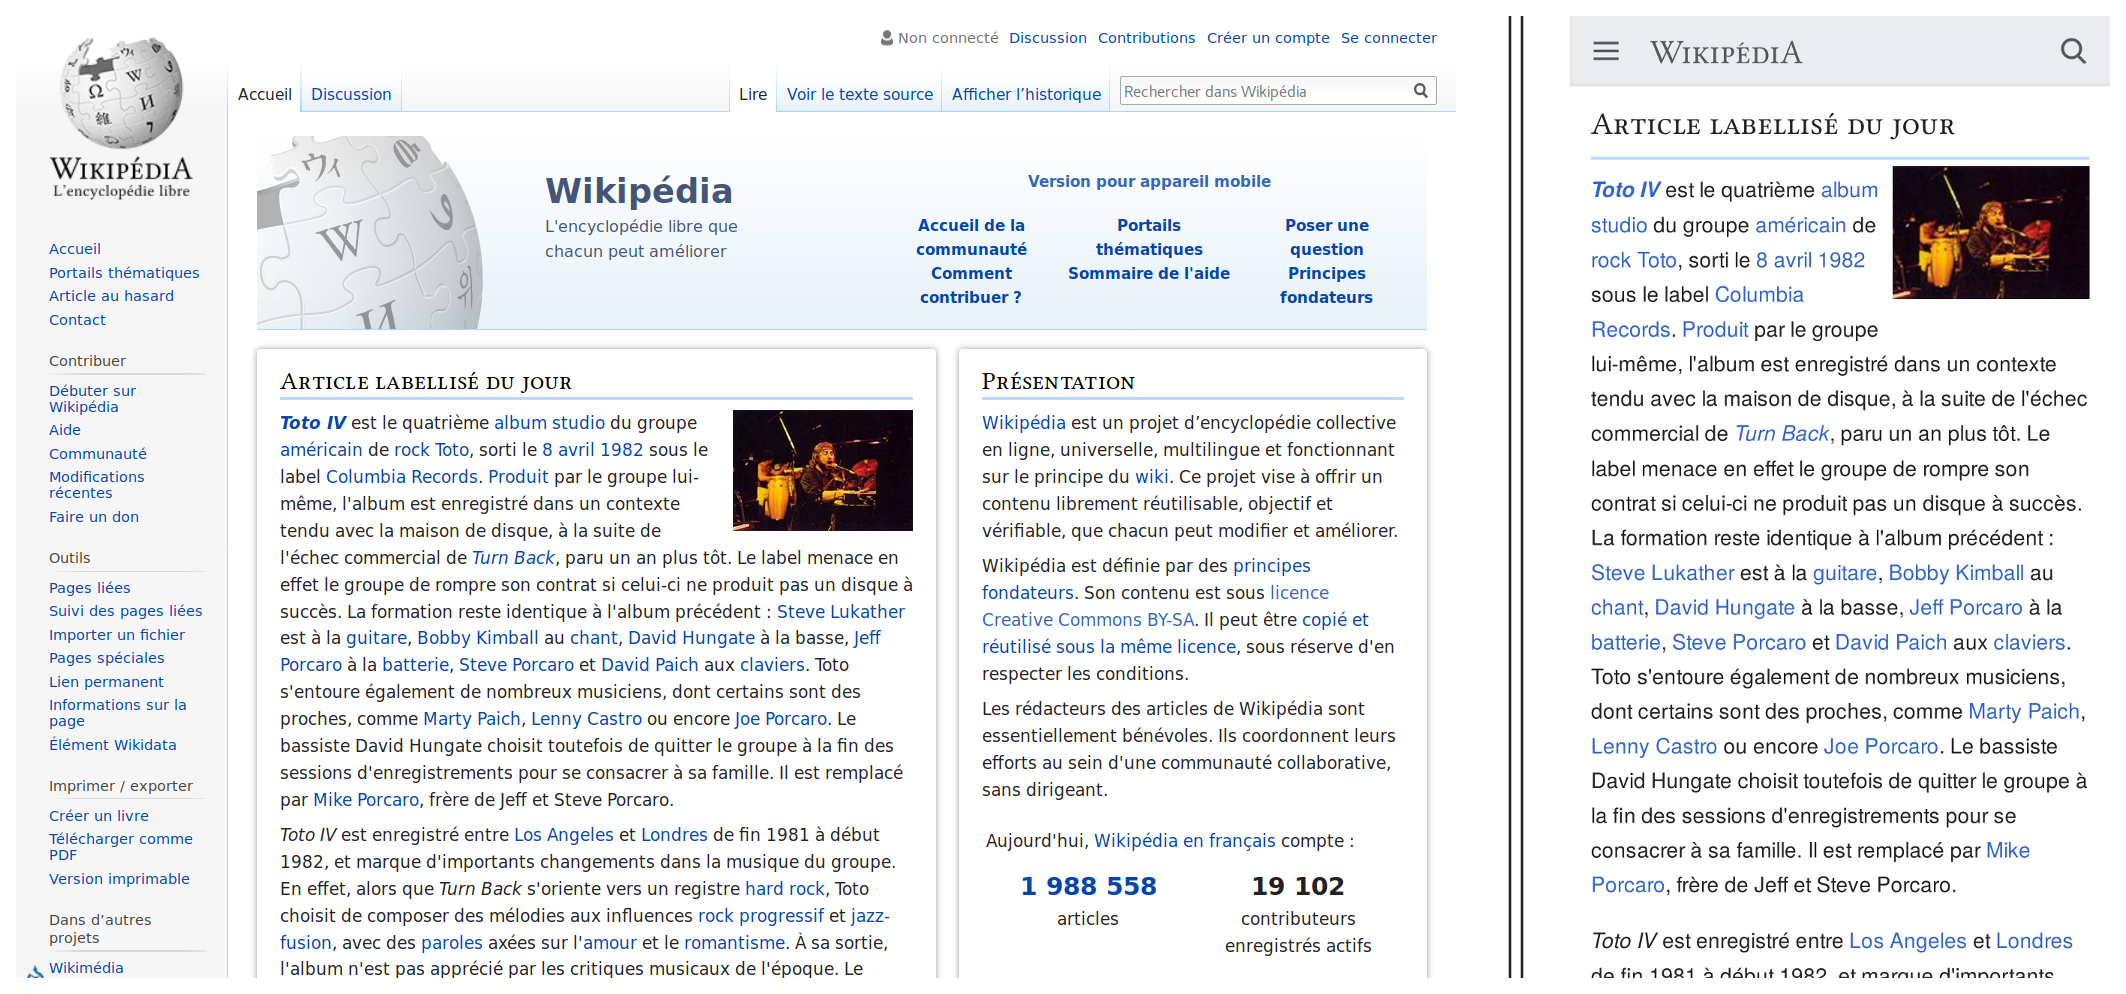 Non connecté Discussion Contributions Créer un compte Se connecter
Accueil Discussion Lire Voir le texte source Afficher l’historique Rechercher dans Wikipédia
WIKIPÉDIA
L'encyclopédie libre
Accueil
Portails thématiques
Article au hasard
Contact
Contribuer
Débuter sur
Wikipédia
Aide
Communauté
Modifications
récentes
Faire un don
Outils
Pages liées
Suivi des pages liées
Importer un fichier
Pages spéciales
Lien permanent
Informations sur la
page
Élément Wikidata
Imprimer / exporter
Créer un livre
Télécharger comme
PDF
Version imprimable
Dans d’autres
projets
Wikimédia
Wikipédia
L'encyclopédie libre que
chacun peut améliorer
Version pour appareil mobile
Accueil de la
communauté
Comment
contribuer ?
Portails
thématiques
Sommaire de l'aide
Poser une
question
Principes
fondateurs
Article labellisé du jour
Toto IV est le quatrième album studio du groupe
américain de rock Toto, sorti le 8 avril 1982 sous le
label Columbia Records. Produit par le groupe lui-
même, l'album est enregistré dans un contexte
tendu avec la maison de disque, à la suite de
l'échec commercial de Turn Back, paru un an plus tôt. Le label menace en
effet le groupe de rompre son contrat si celui-ci ne produit pas un disque à
succès. La formation reste identique à l'album précédent : Steve Lukather
est à la guitare, Bobby Kimball au chant, David Hungate à la basse, Jeff
Porcaro à la batterie, Steve Porcaro et David Paich aux claviers. Toto
s'entoure également de nombreux musiciens, dont certains sont des
proches, comme Marty Paich, Lenny Castro ou encore Joe Porcaro. Le
bassiste David Hungate choisit toutefois de quitter le groupe à la fin des
sessions d'enregistrements pour se consacrer à sa famille. Il est remplacé
par Mike Porcaro, frère de Jeff et Steve Porcaro.
Toto IV est enregistré entre Los Angeles et Londres de fin 1981 à début
1982, et marque d'importants changements dans la musique du groupe.
En effet, alors que Turn Back s'oriente vers un registre hard rock, Toto
choisit de composer des mélodies aux influences rock progressif et jazz-
fusion, avec des paroles axées sur l'amour et le romantisme. À sa sortie,
l'album n'est pas apprécié par les critiques musicaux de l'époque. Le
Présentation
Wikipédia est un projet d’encyclopédie collective
en ligne, universelle, multilingue et fonctionnant
sur le principe du wiki. Ce projet vise à offrir un
contenu librement réutilisable, objectif et
vérifiable, que chacun peut modifier et améliorer.
Wikipédia est définie par des principes
fondateurs. Son contenu est sous licence
Creative Commons BY-SA. Il peut être copié et
réutilisé sous la même licence, sous réserve d'en
respecter les conditions.
Les rédacteurs des articles de Wikipédia sont
essentiellement bénévoles. Ils coordonnent leurs
efforts au sein d'une communauté collaborative,
sans dirigeant.
Aujourd'hui, Wikipédia en français compte :
1 988 558
articles
19 102
contributeurs
enregistrés actifs
WIKIPÉDIA
Article labellisé du jour
Toto IV est le quatrième album
studio du groupe américain de
rock Toto, sorti le 8 avril 1982
sous le label Columbia
Records. Produit par le groupe
lui-même, l'album est enregistré dans un contexte
tendu avec la maison de disque, à la suite de l'échec
commercial de Turn Back, paru un an plus tôt. Le
label menace en effet le groupe de rompre son
contrat si celui-ci ne produit pas un disque à succès.
La formation reste identique à l'album précédent :
Steve Lukather est à la guitare, Bobby Kimball au
chant, David Hungate à la basse, Jeff Porcaro à la
batterie, Steve Porcaro et David Paich aux claviers.
Toto s'entoure également de nombreux musiciens,
dont certains sont des proches, comme Marty Paich,
Lenny Castro ou encore Joe Porcaro. Le bassiste
David Hungate choisit toutefois de quitter le groupe à
la fin des sessions d'enregistrements pour se
consacrer à sa famille. Il est remplacé par Mike
Porcaro, frère de Jeff et Steve Porcaro.
Toto IV est enregistré entre Los Angeles et Londres
de fin 1981 à début 1982, et marque d'importants